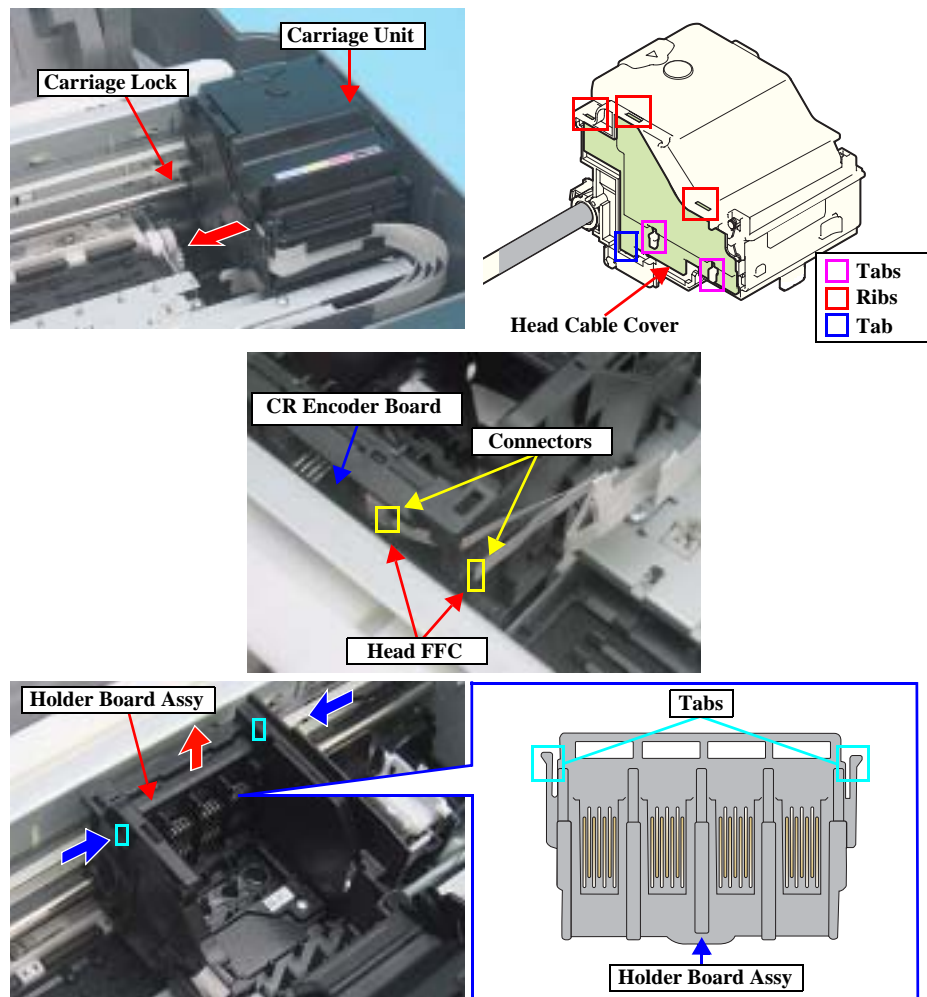 Carriage Unit
Carriage Lock
Head Cable Cover
Tabs
Ribs
Tab
CR Encoder Board
Connectors
Head FFC
Holder Board Assy
Tabs
Holder Board Assy